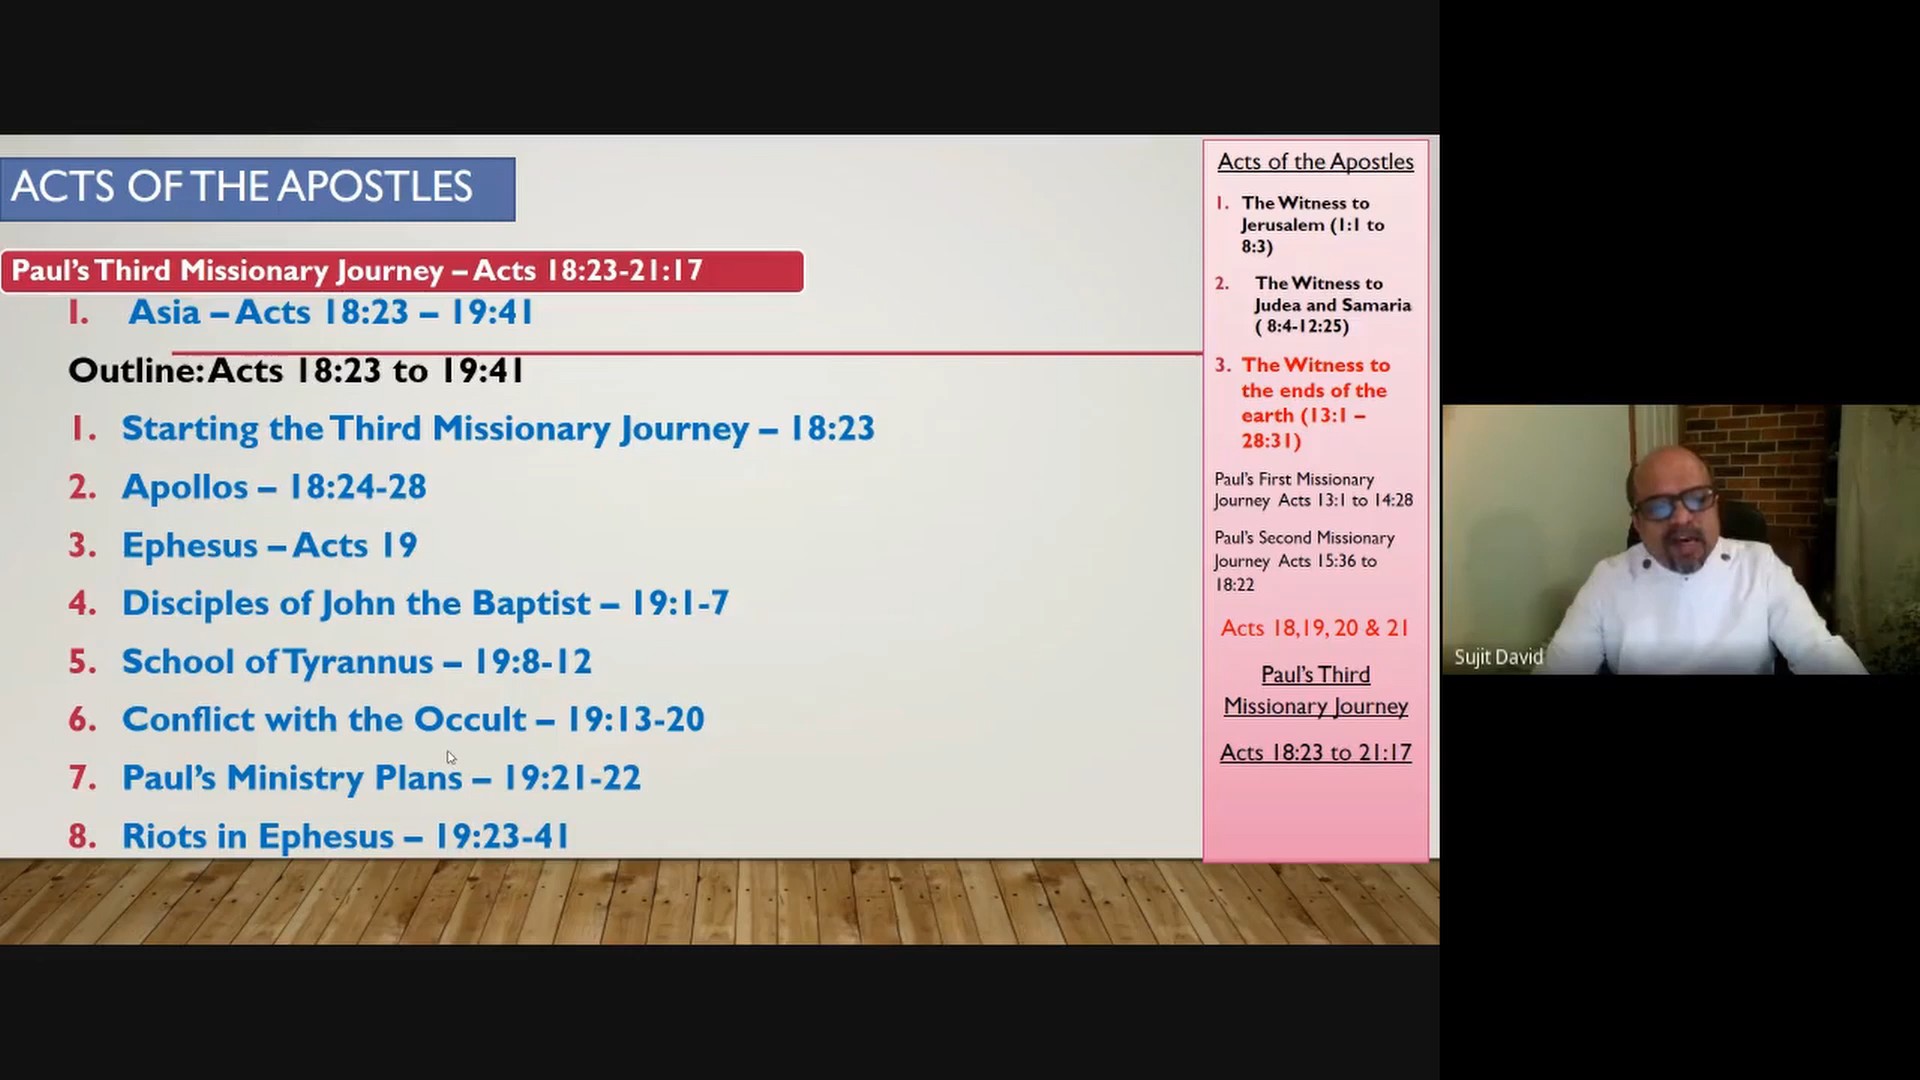 ACTS OF THE APOSTLES
Paul's Third Missionary Journey – Acts 18:23-21:17
I. Asia – Acts 18:23 – 19:41
Outline: Acts 18:23 to 19:41
1. Starting the Third Missionary Journey – 18:23
2. Apollos – 18:24-28
3. Ephesus – Acts 19
4. Disciples of John the Baptist – 19:1-7
5. School of Tyrannus – 19:8-12
6. Conflict with the Occult – 19:13-20
7. Paul's Ministry Plans – 19:21-22
8. Riots in Ephesus – 19:23-41
Acts of the Apostles
1. The Witness to
Jerusalem (1:1 to
8:3)
2. The Witness to
Judea and Samaria
( 8:4-12:25)
3. The Witness to
the ends of the
earth (13:1 –
28:31)
Paul's First Missionary
Journey Acts 13:1 to 14:28
Paul's Second Missionary
Journey Acts 15:36 to
18:22
Acts 18,19, 20 & 21
Paul's Third
Missionary Journey
Acts 18:23 to 21:17
Sujit David